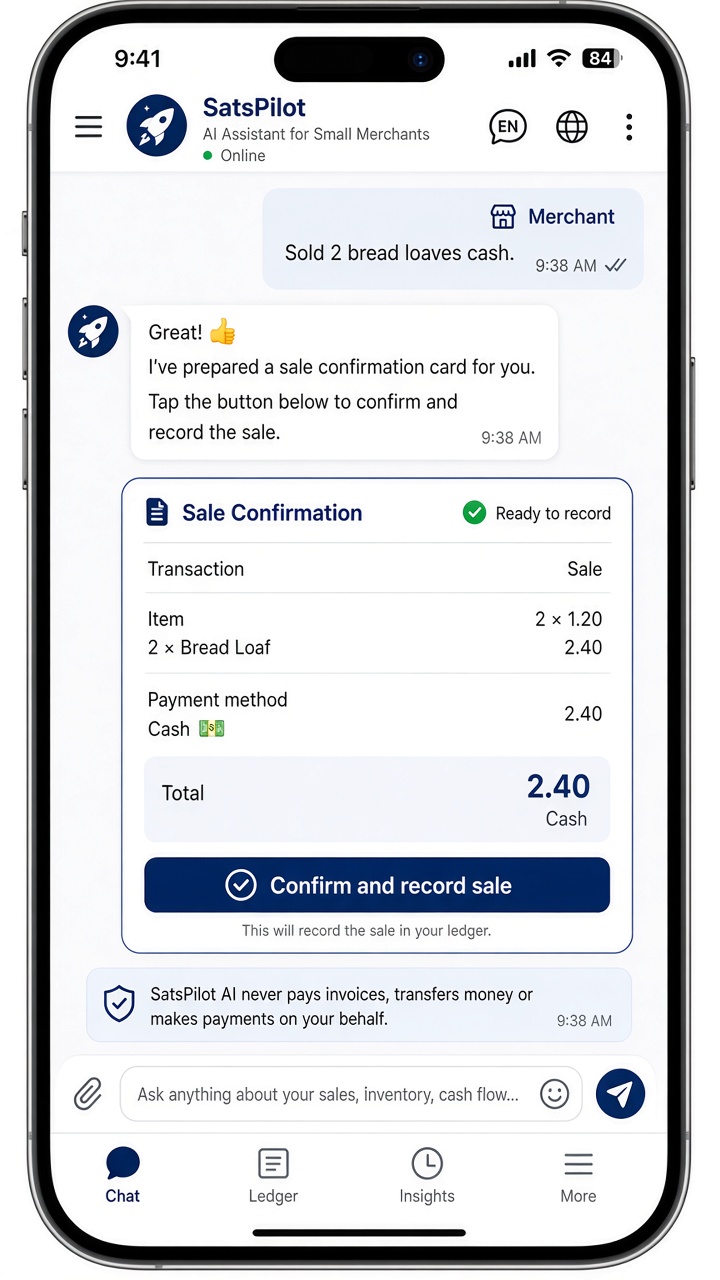 9:41
84
SatsPilot
AI Assistant for Small Merchants
Online
EN
Merchant
Sold 2 bread loaves cash.
9:38 AM
Great! 👍
I've prepared a sale confirmation card for you.
Tap the button below to confirm and
record the sale.
9:38 AM
Sale Confirmation
Ready to record
Transaction Sale
Item 2 × 1.20
2 × Bread Loaf 2.40
Payment method
Cash 💵 2.40
Total 2.40
Cash
Confirm and record sale
This will record the sale in your ledger.
SatsPilot AI never pays invoices, transfers money or
makes payments on your behalf.
9:38 AM
Ask anything about your sales, inventory, cash flow...
Chat Ledger Insights More